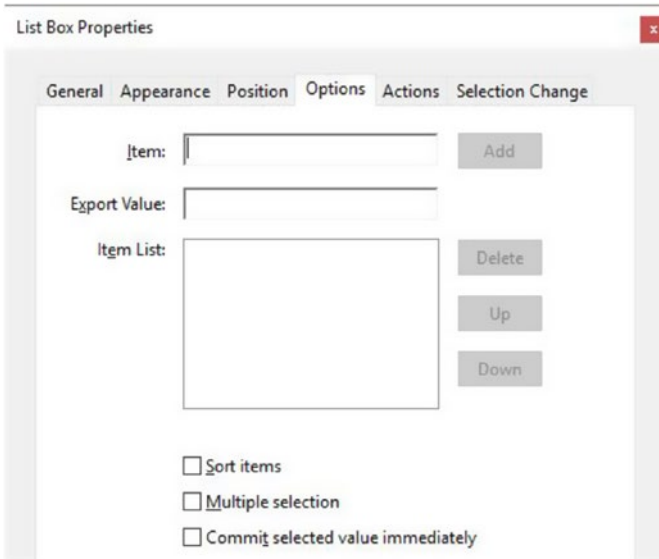 List Box Properties
x
General Appearance Position Options Actions Selection Change
Item: Add
Export Value:
Item List:
Delete
Up
Down
Sort items
Multiple selection
Commit selected value immediately